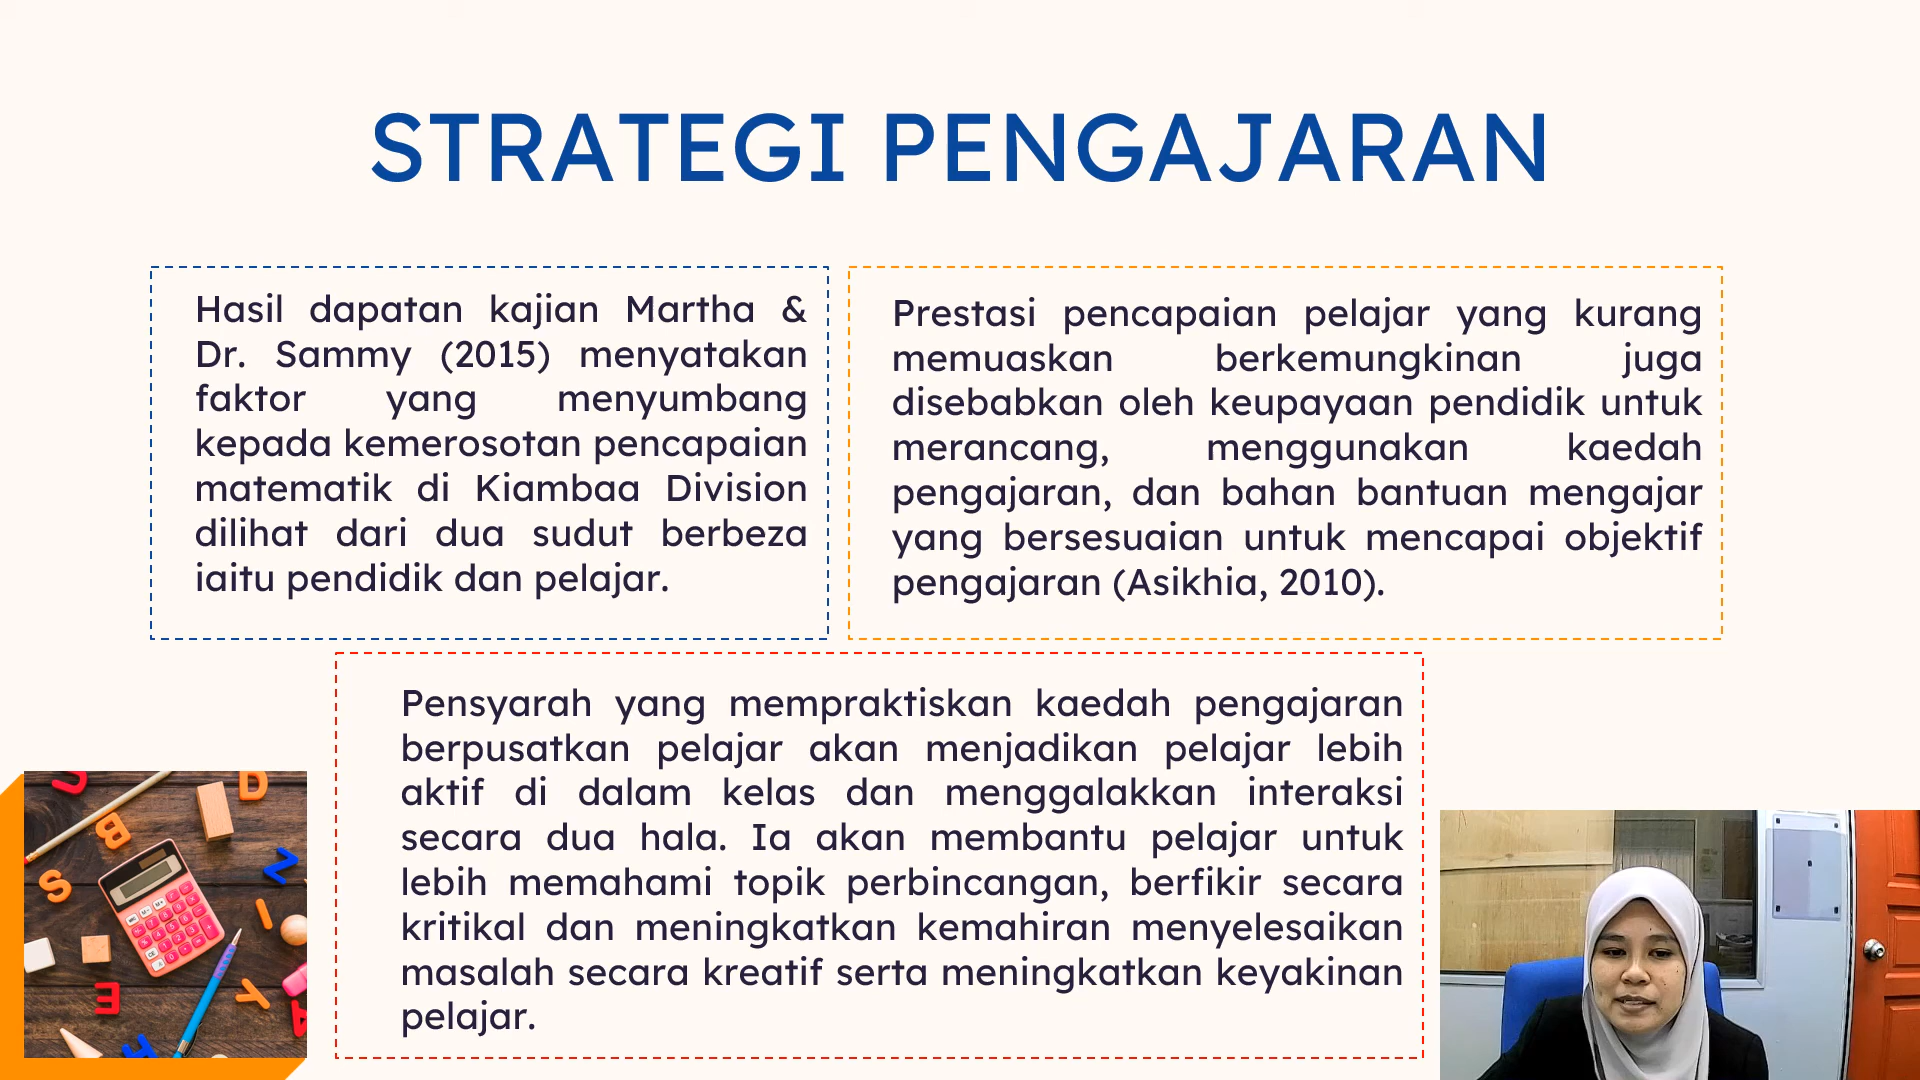 STRATEGI PENGAJARAN
Hasil dapatan kajian Martha &
Dr. Sammy (2015) menyatakan
faktor yang menyumbang
kepada kemerosotan pencapaian
matematik di Kiambaa Division
dilihat dari dua sudut berbeza
iaitu pendidik dan pelajar.
Prestasi pencapaian pelajar yang kurang
memuaskan berkemungkinan juga
disebabkan oleh keupayaan pendidik untuk
merancang, menggunakan kaedah
pengajaran, dan bahan bantuan mengajar
yang bersesuaian untuk mencapai objektif
pengajaran (Asikhia, 2010).
Pensyarah yang mempraktiskan kaedah pengajaran
berpusatkan pelajar akan menjadikan pelajar lebih
aktif di dalam kelas dan menggalakkan interaksi
secara dua hala. Ia akan membantu pelajar untuk
lebih memahami topik perbincangan, berfikir secara
kritikal dan meningkatkan kemahiran menyelesaikan
masalah secara kreatif serta meningkatkan keyakinan
pelajar.